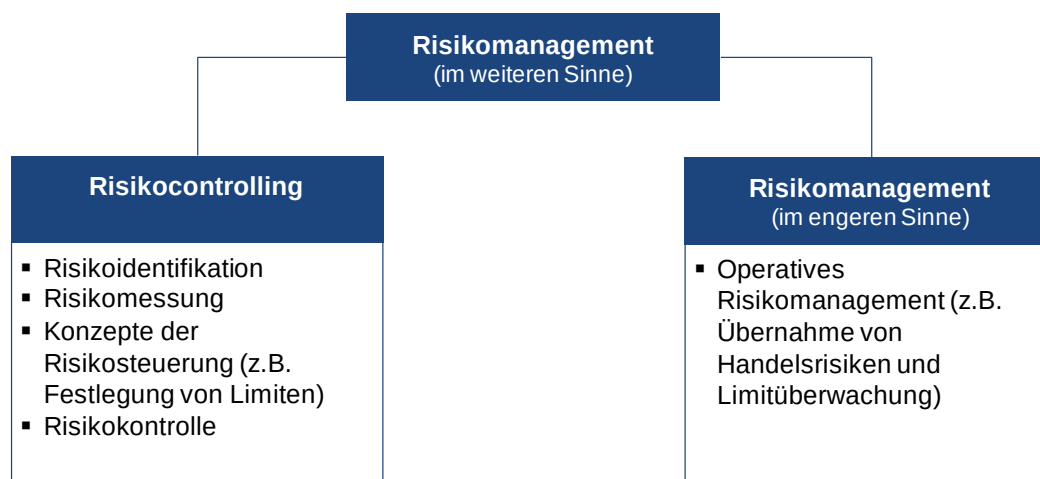 Risikomanagement
(im weiteren Sinne)
Risikocontrolling
▪ Risikoidentifikation
▪ Risikomessung
▪ Konzepte der
Risikosteuerung (z.B.
Festlegung von Limiten)
▪ Risikokontrolle
Risikomanagement
(im engeren Sinne)
▪ Operatives
Risikomanagement (z.B.
Übernahme von
Handelsrisiken und
Limitüberwachung)